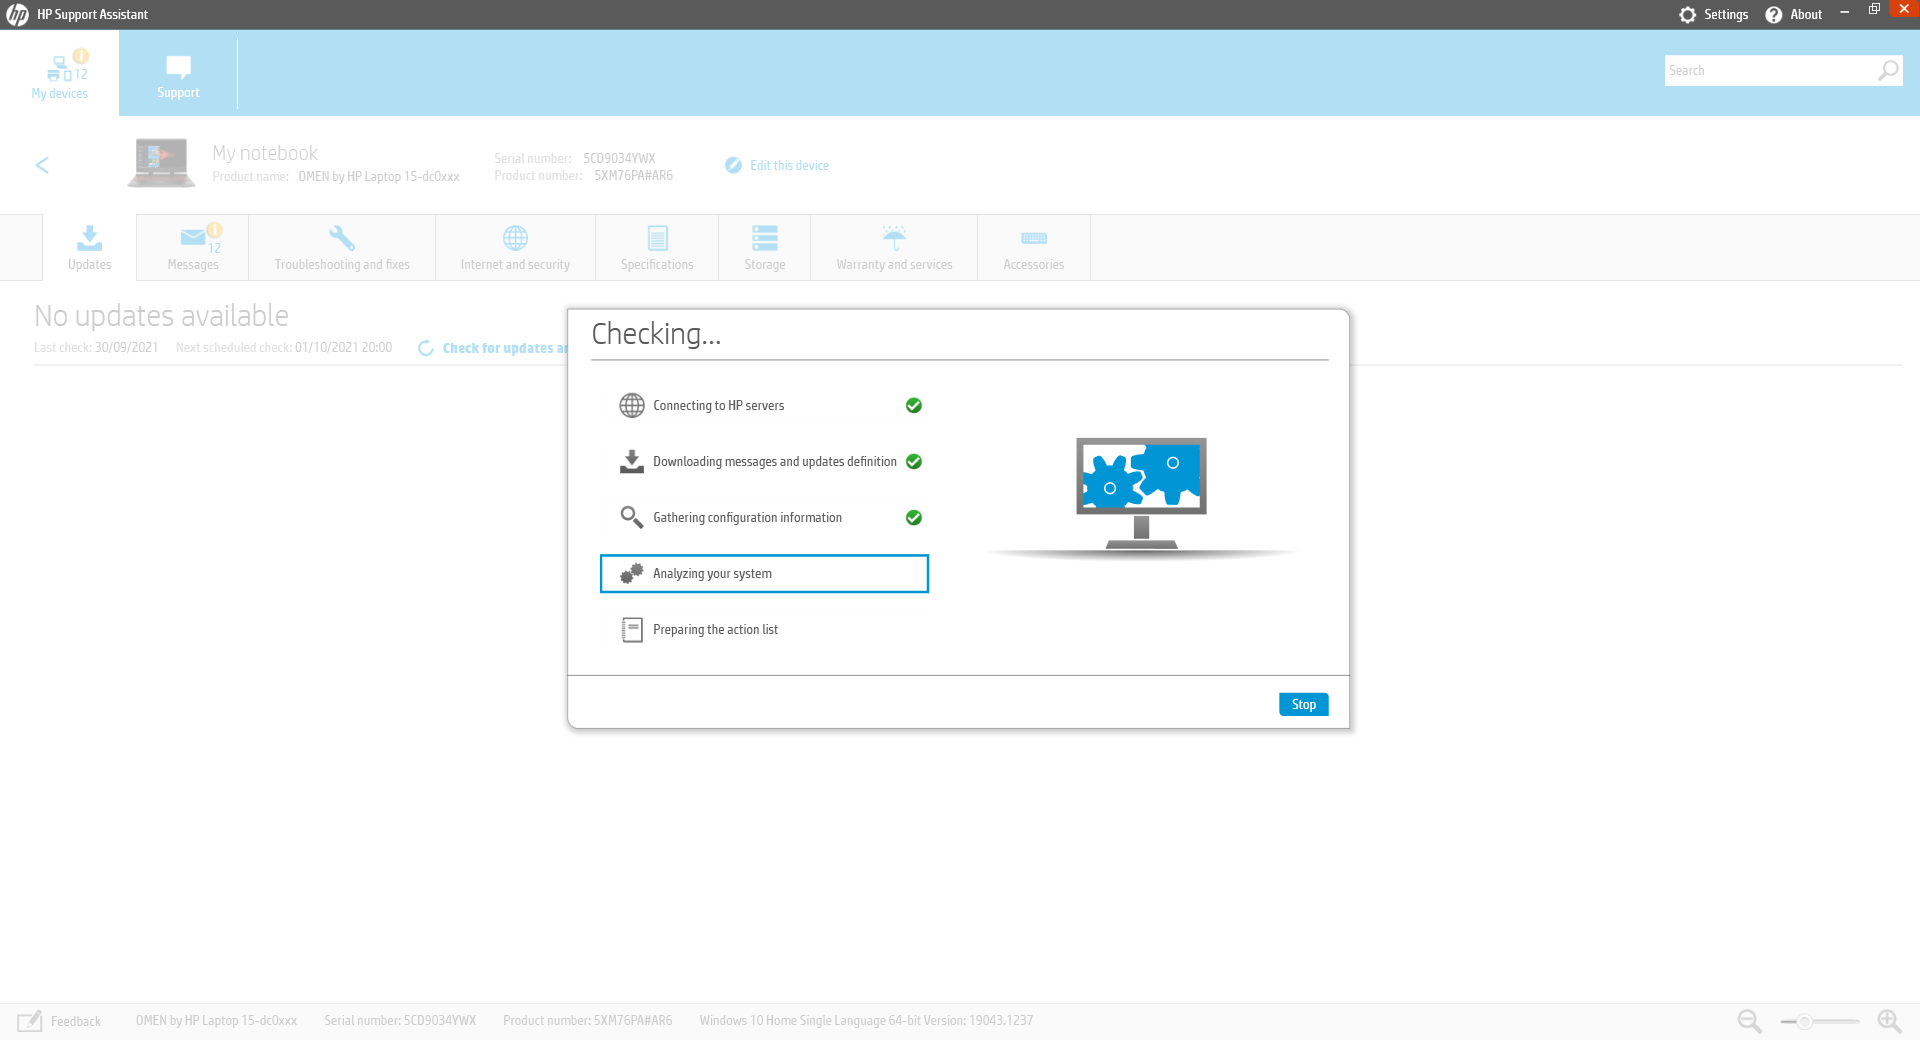 hp HP Support Assistant Settings ? About
12
My devices Support Search
My notebook
Product name: OMEN by HP Laptop 15-dc0xxx
Serial number: 5CD9034YWX
Product number: 5XM76PA#AR6
Edit this device
12
Updates Messages Troubleshooting and fixes Internet and security Specifications Storage Warranty and services Accessories
No updates available
Last check: 30/09/2021 Next scheduled check: 01/10/2021 20:00 Check for updates
Checking...
Connecting to HP servers
Downloading messages and updates definition
Gathering configuration information
Analyzing your system
Preparing the action list
Stop
Feedback OMEN by HP Laptop 15-dc0xxx Serial number: 5CD9034YWX Product number: 5XM76PA#AR6 Windows 10 Home Single Language 64-bit Version: 19043.1237